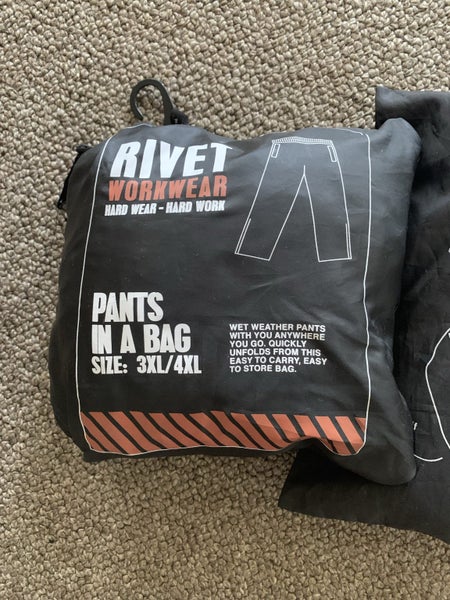 RIVET
WORKWEAR
HARD WEAR - HARD WORK
PANTS
IN A BAG
SIZE: 3XL/4XL
WET WEATHER PANTS
WITH YOU ANYWHERE
YOU GO. QUICKLY
UNFOLDS FROM THIS
EASY TO CARRY, EASY
TO STORE BAG.